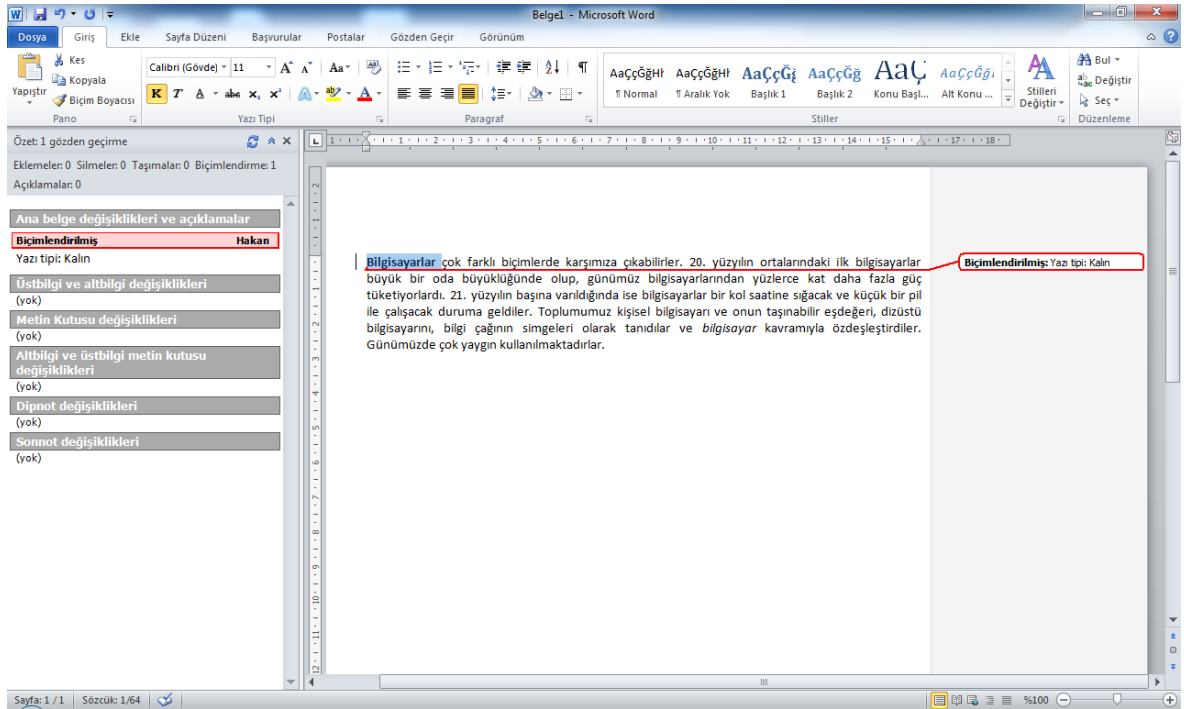 Belge1 - Microsoft Word
Dosya Giriş Ekle Sayfa Düzeni Başvurular Postalar Gözden Geçir Görünüm
Yapıştır
Kes
Kopyala
Biçim Boyacısı
Pano
Calibri (Gövde) 11
K T A abc x, x²
Yazı Tipi
Paragraf
AaÇçĞğHł AaÇçĞğHł AaÇçĞğ AaÇçĞğ AaÇ AaÇçĞği
¶ Normal ¶ Aralık Yok Başlık 1 Başlık 2 Konu Başl... Alt Konu ...
Stilleri
Değiştir
Stiller
Bul
Değiştir
Seç
Düzenleme
Özet: 1 gözden geçirme
Eklemeler: 0 Silmeler: 0 Taşımalar: 0 Biçimlendirme: 1
Açıklamalar: 0
Ana belge değişiklikleri ve açıklamalar
Biçimlendirilmiş Hakan
Yazı tipi: Kalın
Üstbilgi ve altbilgi değişiklikleri
(yok)
Metin Kutusu değişiklikleri
(yok)
Altbilgi ve üstbilgi metin kutusu
değişiklikleri
(yok)
Dipnot değişiklikleri
(yok)
Sonnot değişiklikleri
(yok)
Bilgisayarlar çok farklı biçimlerde karşımıza çıkabilirler. 20. yüzyılın ortalarındaki ilk bilgisayarlar
büyük bir oda büyüklüğünde olup, günümüz bilgisayarlarından yüzlerce kat daha fazla güç
tüketiyorlardı. 21. yüzyılın başına varıldığında ise bilgisayarlar bir kol saatine sığacak ve küçük bir pil
ile çalışacak duruma geldiler. Toplumumuz kişisel bilgisayarı ve onun taşınabilir eşdeğeri, dizüstü
bilgisayarını, bilgi çağının simgeleri olarak tanıdılar ve bilgisayar kavramıyla özdeşleştirdiler.
Günümüzde çok yaygın kullanılmaktadırlar.
Biçimlendirilmiş: Yazı tipi: Kalın
Sayfa: 1 / 1 Sözcük: 1/64
%100